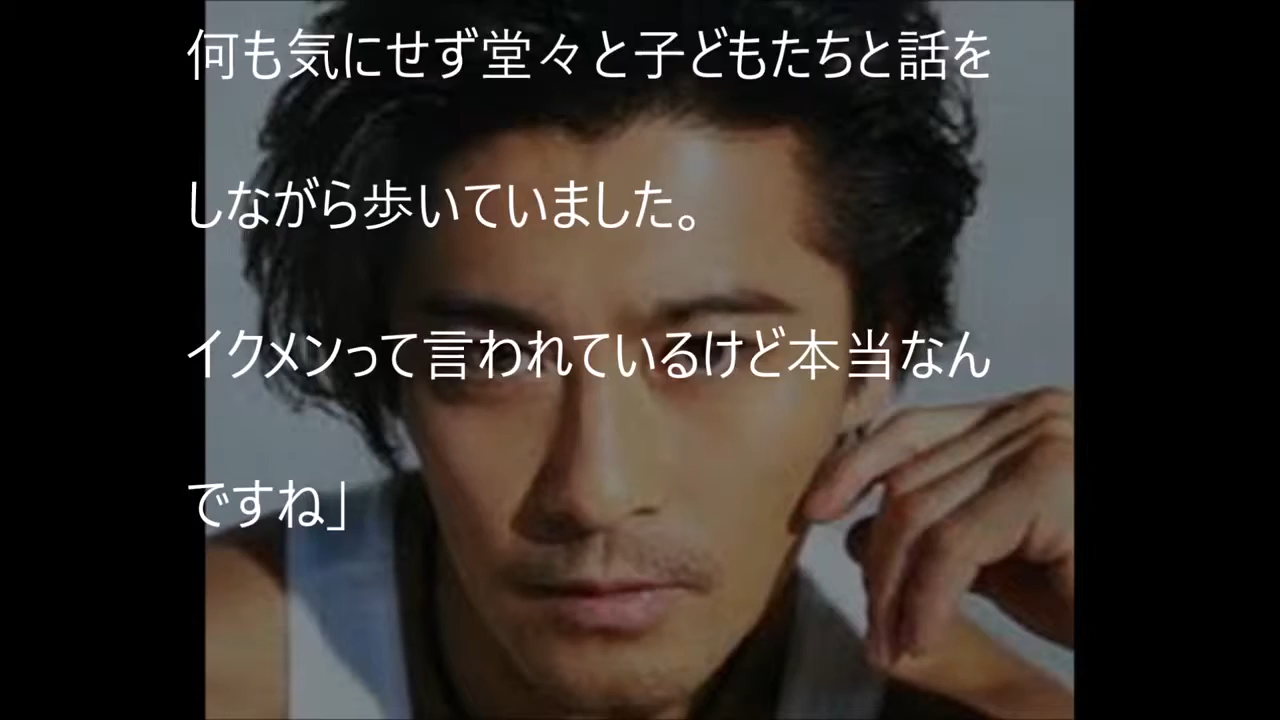 何も気にせず堂々と子どもたちと話を
しながら歩いていました。
イクメンって言われているけど本当なん
ですね」